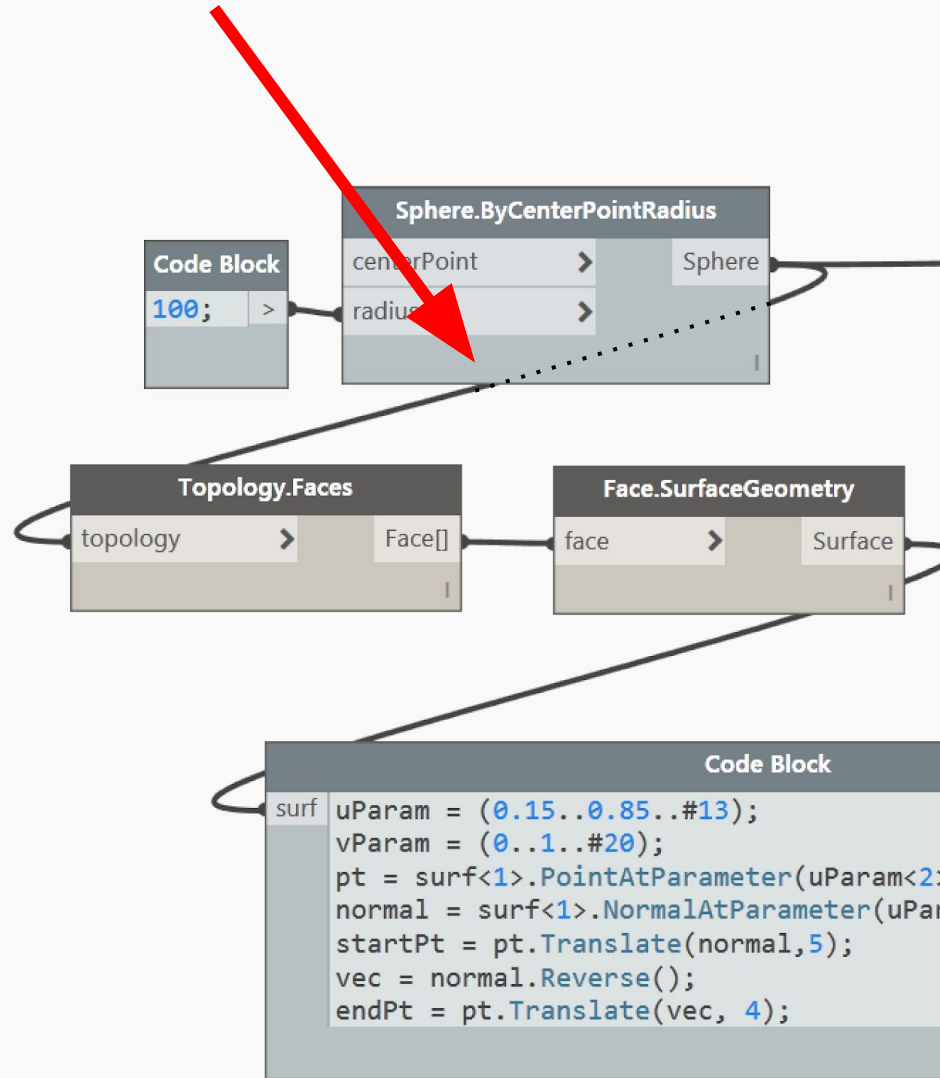 Sphere.ByCenterPointRadius
Code Block
centerPoint
Sphere
100;
>
radius
Topology.Faces
Face.SurfaceGeometry
topology
Face[]
face
Surface
Code Block
surf
uParam = (0.15..0.85..#13);
vParam = (0..1..#20);
pt = surf<1>.PointAtParameter(uParam<2>
normal = surf<1>.NormalAtParameter(uPar
startPt = pt.Translate(normal,5);
vec = normal.Reverse();
endPt = pt.Translate(vec, 4);